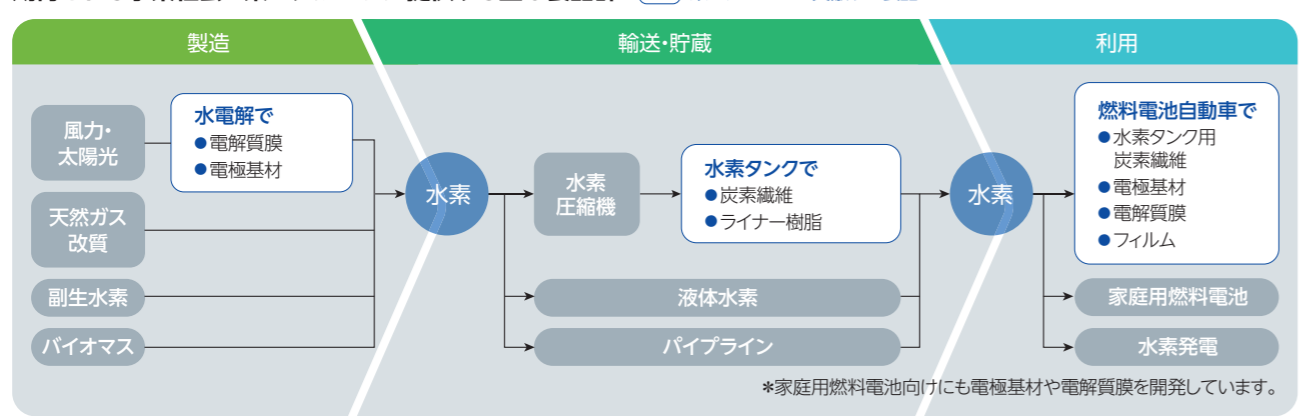 製造
輸送・貯蔵
利用
風力・
太陽光
水電解で
●電解質膜
●電極基材
天然ガス
改質
副生水素
バイオマス
水素
水素
圧縮機
水素タンクで
●炭素繊維
●ライナー樹脂
液体水素
パイプライン
水素
燃料電池自動車で
●水素タンク用
炭素繊維
●電極基材
●電解質膜
●フィルム
家庭用燃料電池
水素発電
*家庭用燃料電池向けにも電極基材や電解質膜を開発しています。